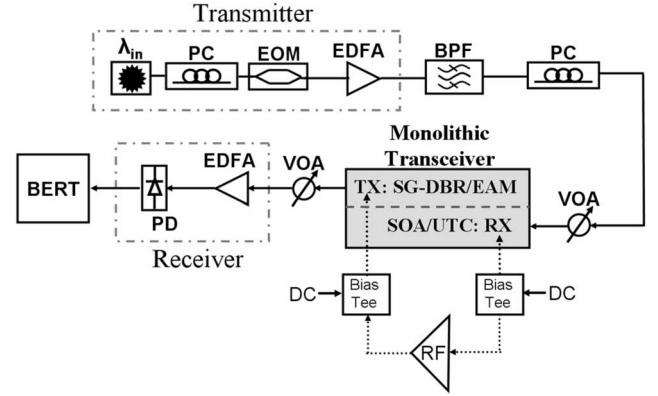 Transmitter
λin
PC
EOM
EDFA
BPF
PC
Monolithic
Transceiver
BERT
PD
EDFA
VOA
TX: SG-DBR/EAM
SOA/UTC: RX
VOA
Receiver
DC
Bias
Tee
Bias
Tee
DC
RF